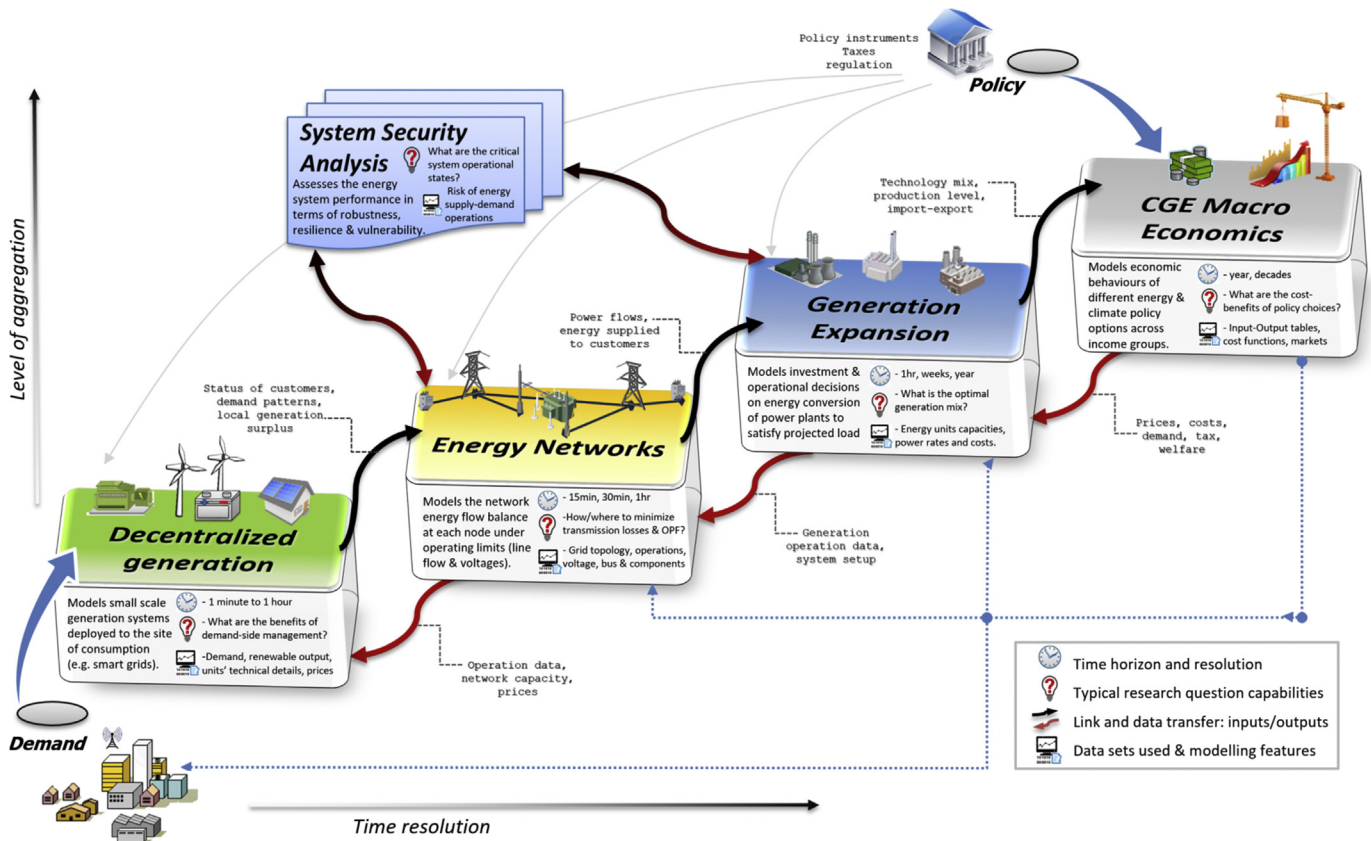 Policy instruments
Taxes
regulation
Policy
Level of aggregation
System Security
Analysis
What are the critical
system operational
states?
Assesses the energy
system performance in
terms of robustness,
resilience & vulnerability.
Risk of energy
supply-demand
operations
Technology mix,
production level,
import-export
CGE Macro
Economics
Models economic
behaviours of
different energy &
climate policy
options across
income groups.
- year, decades
- What are the cost-
benefits of policy choices?
- Input-Output tables,
cost functions, markets
Generation
Expansion
Models investment &
operational decisions
on energy conversion
of power plants to
satisfy projected load
- 1hr, weeks, year
- What is the optimal
generation mix?
- Energy units capacities,
power rates and costs.
Power flows,
energy supplied
to customers
Prices, costs,
demand, tax,
welfare
Status of customers,
demand patterns,
local generation
surplus
Energy Networks
Models the network
energy flow balance
at each node under
operating limits (line
flow & voltages).
- 15min, 30min, 1hr
-How/where to minimize
transmission losses & OPF?
- Grid topology, operations,
voltage, bus & components
Generation
operation data,
system setup
Decentralized
generation
Models small scale
generation systems
deployed to the site
of consumption
(e.g. smart grids).
- 1 minute to 1 hour
- What are the benefits of
demand-side management?
-Demand, renewable output,
units' technical details, prices
Operation data,
network capacity,
prices
Demand
Time resolution
Time horizon and resolution
Typical research question capabilities
Link and data transfer: inputs/outputs
Data sets used & modelling features